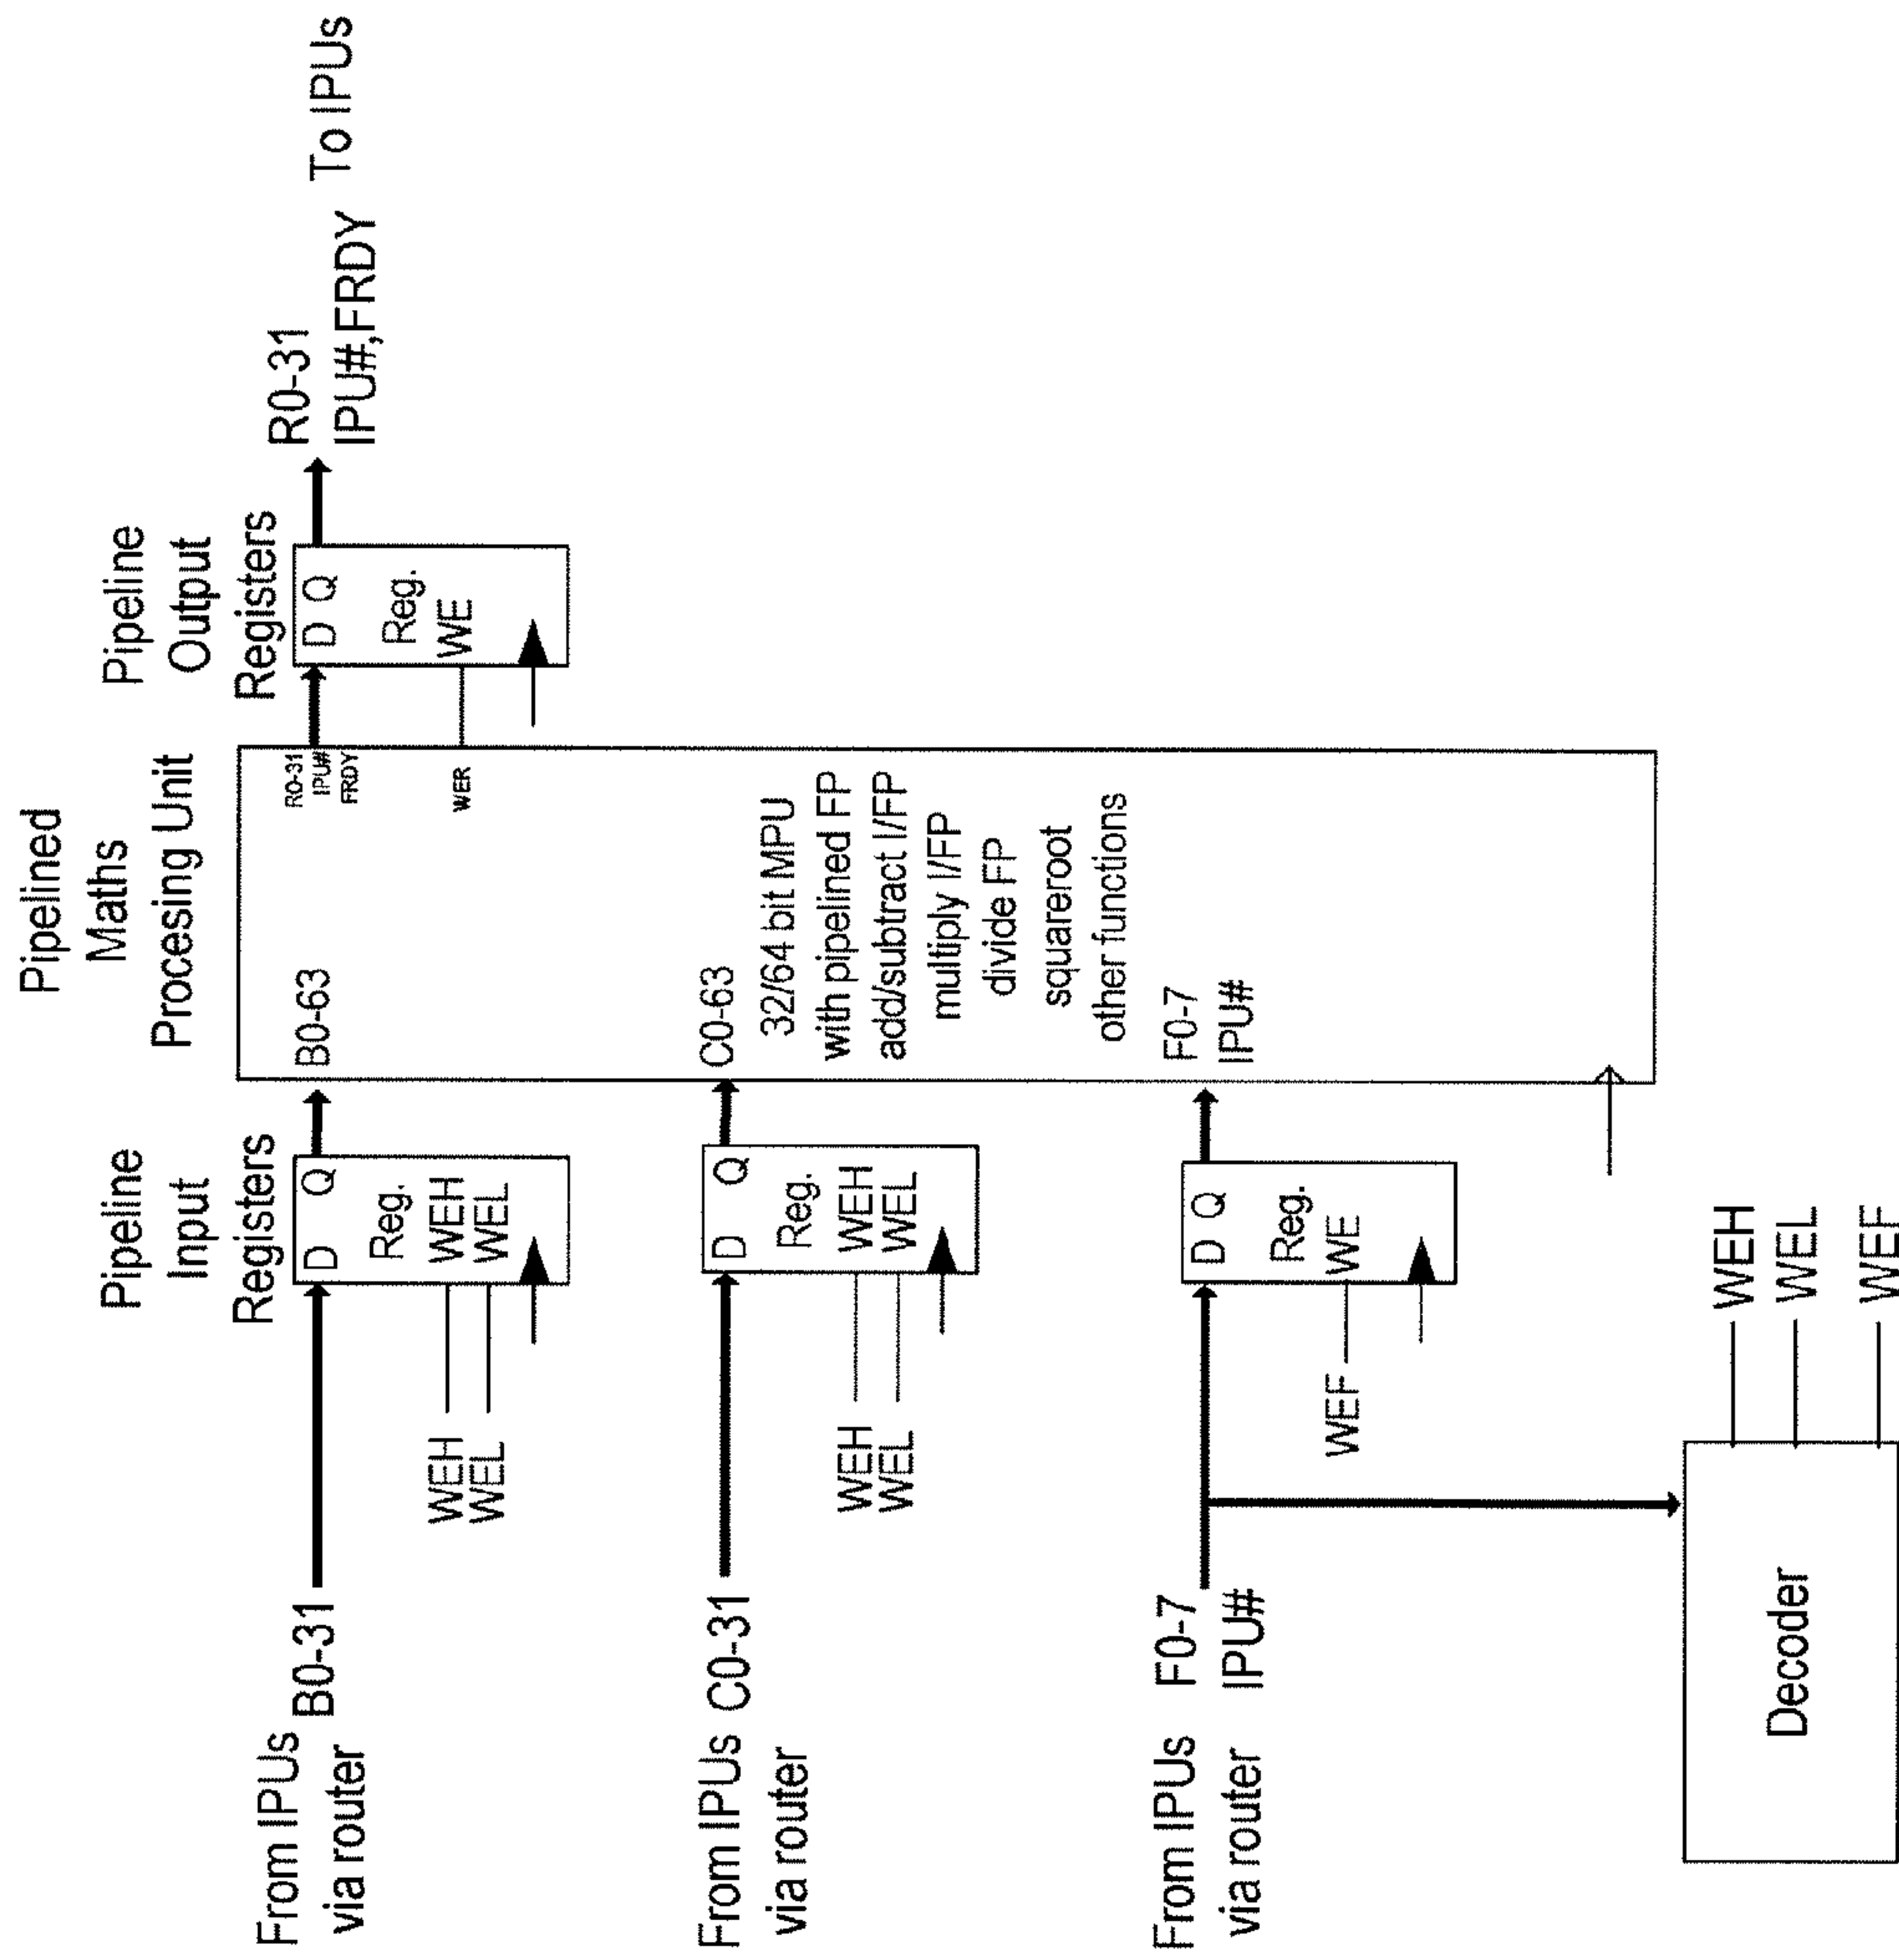 Pipeline
Input
Registers
Pipelined
Maths
Procesing Unit
Pipeline
Output
Registers
From IPUs B0-31
via router
D Q
Reg.
WEH
WEL
WEH
WEL
B0-63
R0-31
IPU#
FRDY
WER
D Q
Reg.
WE
R0-31
IPU#,FRDY
To IPUs
From IPUs C0-31
via router
D Q
Reg.
WEH
WEL
WEH
WEL
C0-63
32/64 bit MPU
with pipelined FP
add/subtract I/FP
multiply I/FP
divide FP
squareroot
other functions
From IPUs F0-7
via router IPU#
D Q
Reg.
WE
WEF
F0-7
IPU#
Decoder
WEH
WEL
WEF